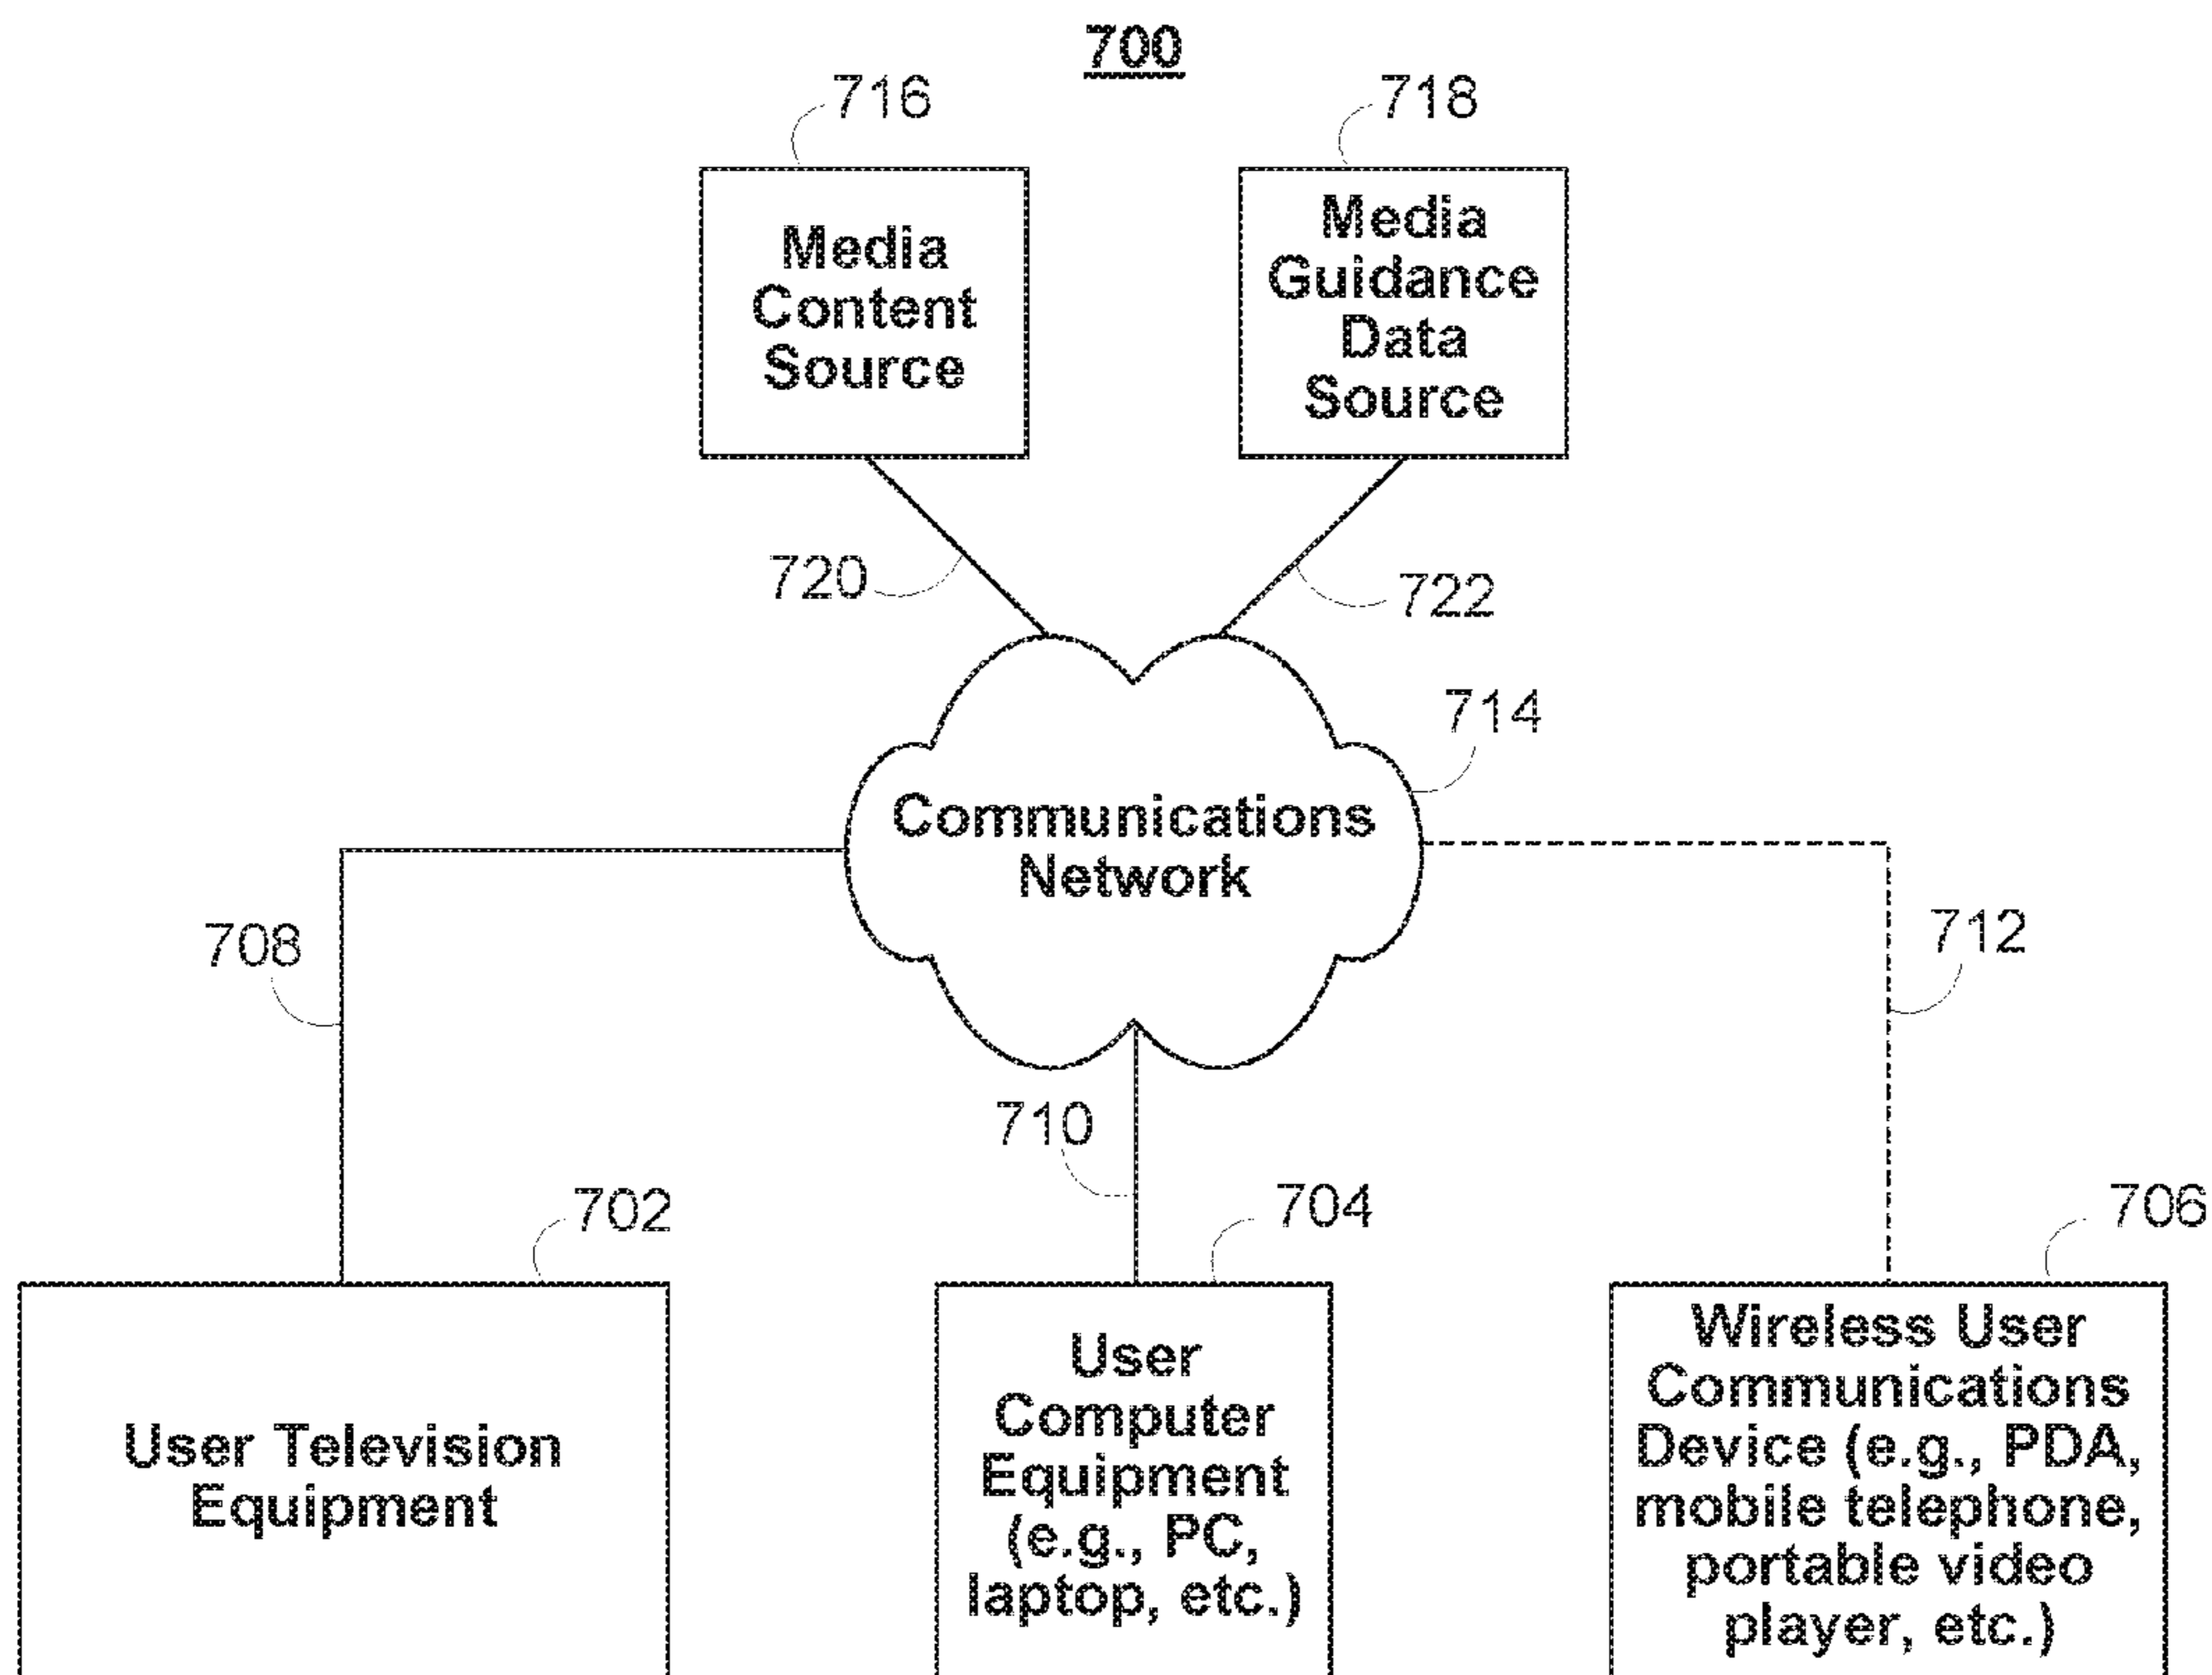 700
716
718
Media
Content
Source
Media
Guidance
Data
Source
720
722
714
Communications
Network
708
712
710
702
704
706
User Television
Equipment
User
Computer
Equipment
(e.g., PC,
laptop, etc.)
Wireless User
Communications
Device (e.g., PDA,
mobile telephone,
portable video
player, etc.)